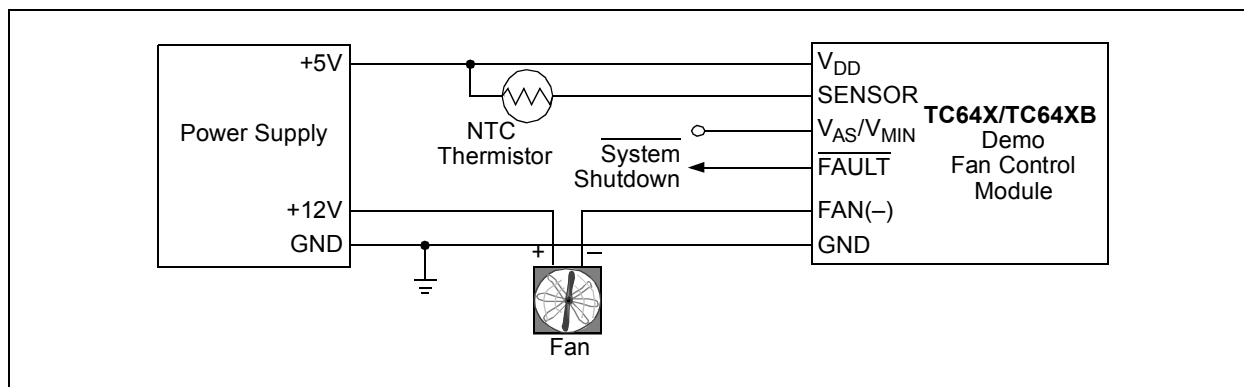 +5V
Power Supply
+12V
GND
NTC
Thermistor
System
Shutdown
+
–
Fan
V_DD
SENSOR
V_AS/V_MIN
FAULT
FAN(–)
GND
TC64X/TC64XB
Demo
Fan Control
Module